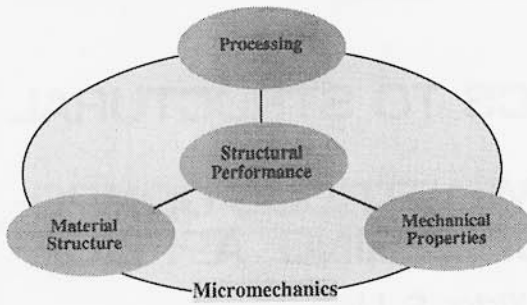 Processing
Structural
Performance
Material
Structure
Mechanical
Properties
Micromechanics